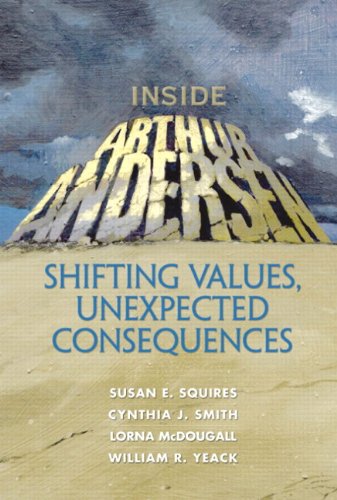 INSIDE
ARTHUR
ANDERSEN
SHIFTING VALUES,
UNEXPECTED
CONSEQUENCES
SUSAN E. SQUIRES
CYNTHIA J. SMITH
LORNA McDOUGALL
WILLIAM R. YEACK